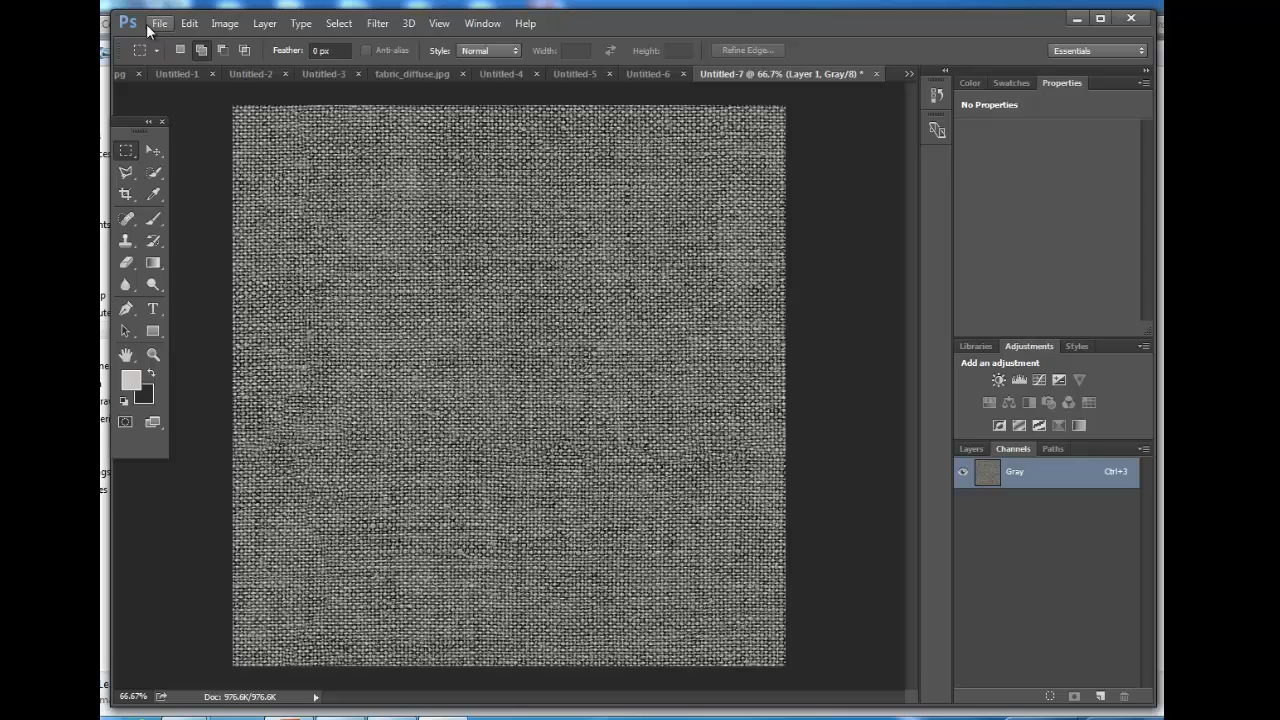 Ps File Edit Image Layer Type Select Filter 3D View Window Help
Feather: 0 px Anti-alias Style: Normal Width: Height: Refine Edge... Essentials
pg Untitled-1 Untitled-2 Untitled-3 fabric_diffuse.jpg Untitled-4 Untitled-5 Untitled-6 Untitled-7 @ 66.7% (Layer 1, Gray/8) *
Color Swatches Properties
No Properties
Libraries Adjustments Styles
Add an adjustment
Layers Channels Paths
Gray Ctrl+3
66.67% Doc: 976.6K/976.6K